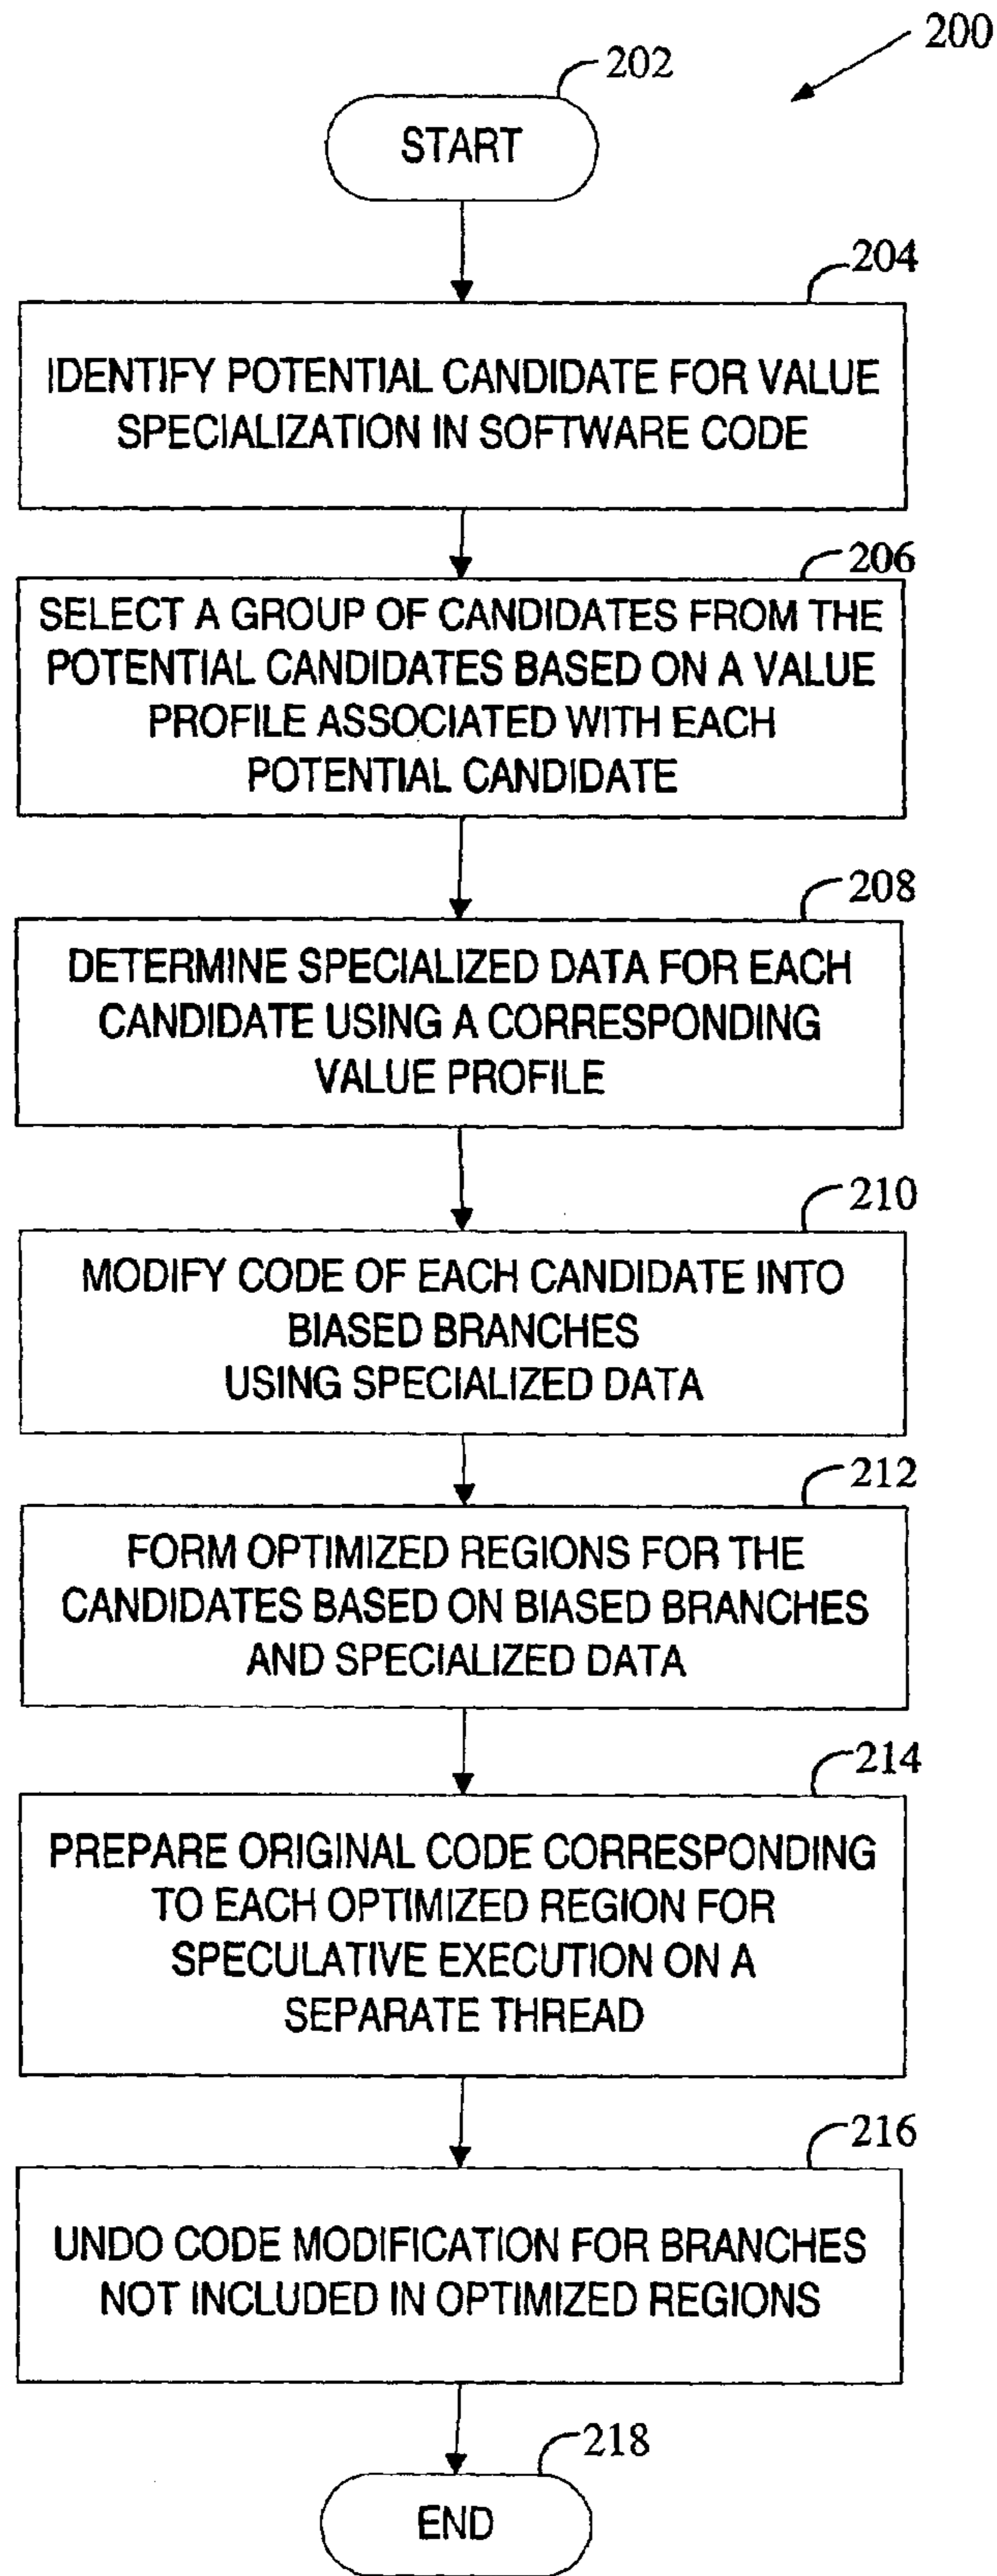 200
202
START
204
IDENTIFY POTENTIAL CANDIDATE FOR VALUE
SPECIALIZATION IN SOFTWARE CODE
206
SELECT A GROUP OF CANDIDATES FROM THE
POTENTIAL CANDIDATES BASED ON A VALUE
PROFILE ASSOCIATED WITH EACH
POTENTIAL CANDIDATE
208
DETERMINE SPECIALIZED DATA FOR EACH
CANDIDATE USING A CORRESPONDING
VALUE PROFILE
210
MODIFY CODE OF EACH CANDIDATE INTO
BIASED BRANCHES
USING SPECIALIZED DATA
212
FORM OPTIMIZED REGIONS FOR THE
CANDIDATES BASED ON BIASED BRANCHES
AND SPECIALIZED DATA
214
PREPARE ORIGINAL CODE CORRESPONDING
TO EACH OPTIMIZED REGION FOR
SPECULATIVE EXECUTION ON A
SEPARATE THREAD
216
UNDO CODE MODIFICATION FOR BRANCHES
NOT INCLUDED IN OPTIMIZED REGIONS
218
END